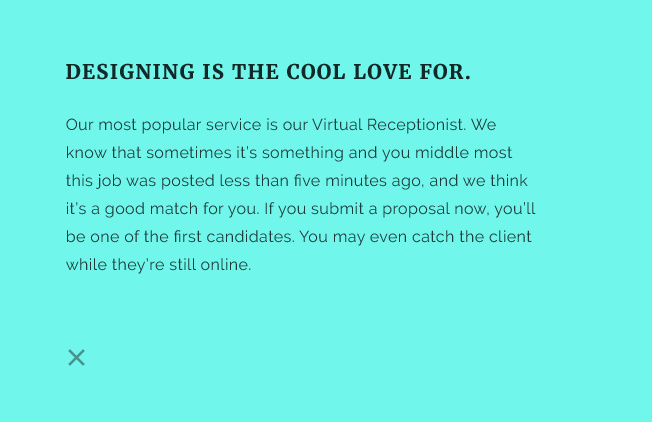 DESIGNING IS THE COOL LOVE FOR.
Our most popular service is our Virtual Receptionist. We
know that sometimes it's something and you middle most
this job was posted less than five minutes ago, and we think
it's a good match for you. If you submit a proposal now, you'll
be one of the first candidates. You may even catch the client
while they're still online.